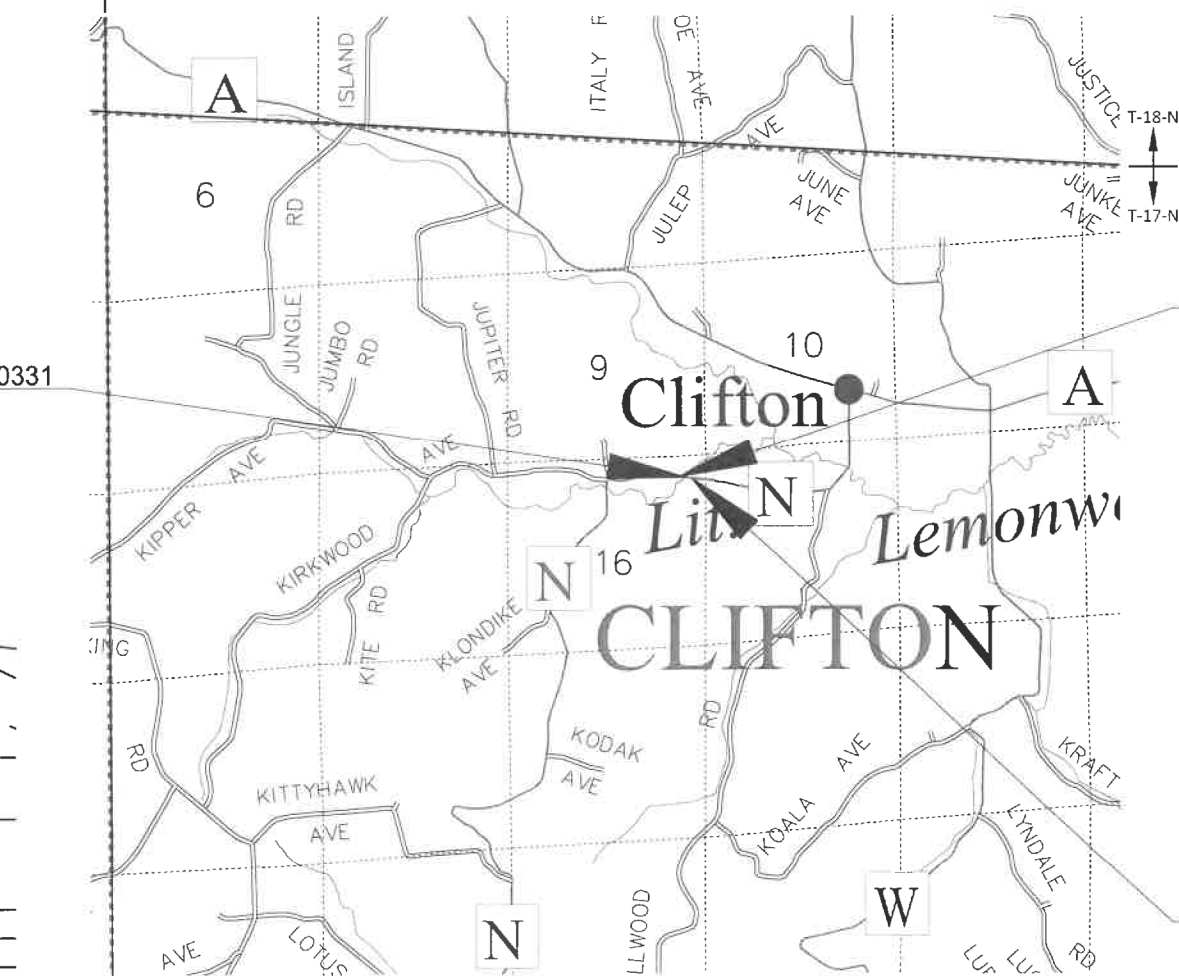 A
ISLAND
ITALY
OE AVE
JUSTICE
T-18-N
T-17-N
AVE
JUNE
AVE
JULEP
JUNKE
AVE
6
RD
JUNGLE
JUMBO
RD
JUPITER
RD
9
10
Clifton
A
0331
KIPPER
AVE
AVE
N
Lemonw
16
N
KIRKWOOD
RD
KITE
KLONDIKE
AVE
CLIFTON
KING
RD
KODAK
AVE
RD
KOALA
AVE
KRAFT
KITTYHAWK
AVE
LYNDALE
RD
W
N
LLWOOD
AVE
LOTUS